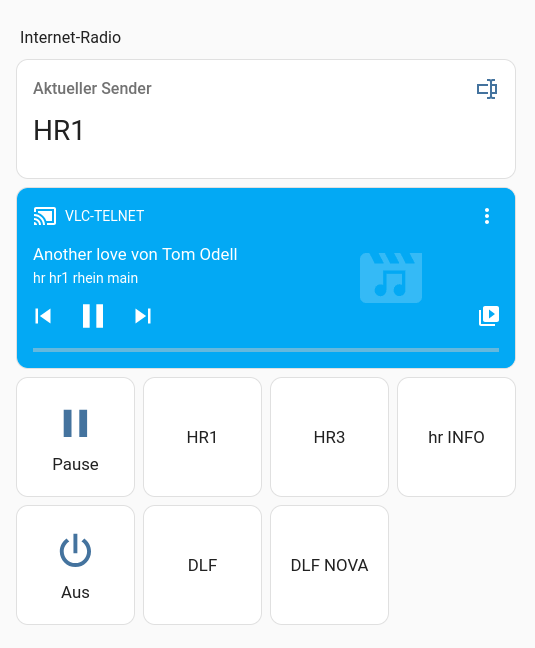 Internet-Radio
Aktueller Sender
HR1
VLC-TELNET
Another love von Tom Odell
hr hr1 rhein main
Pause
HR1
HR3
hr INFO
Aus
DLF
DLF NOVA